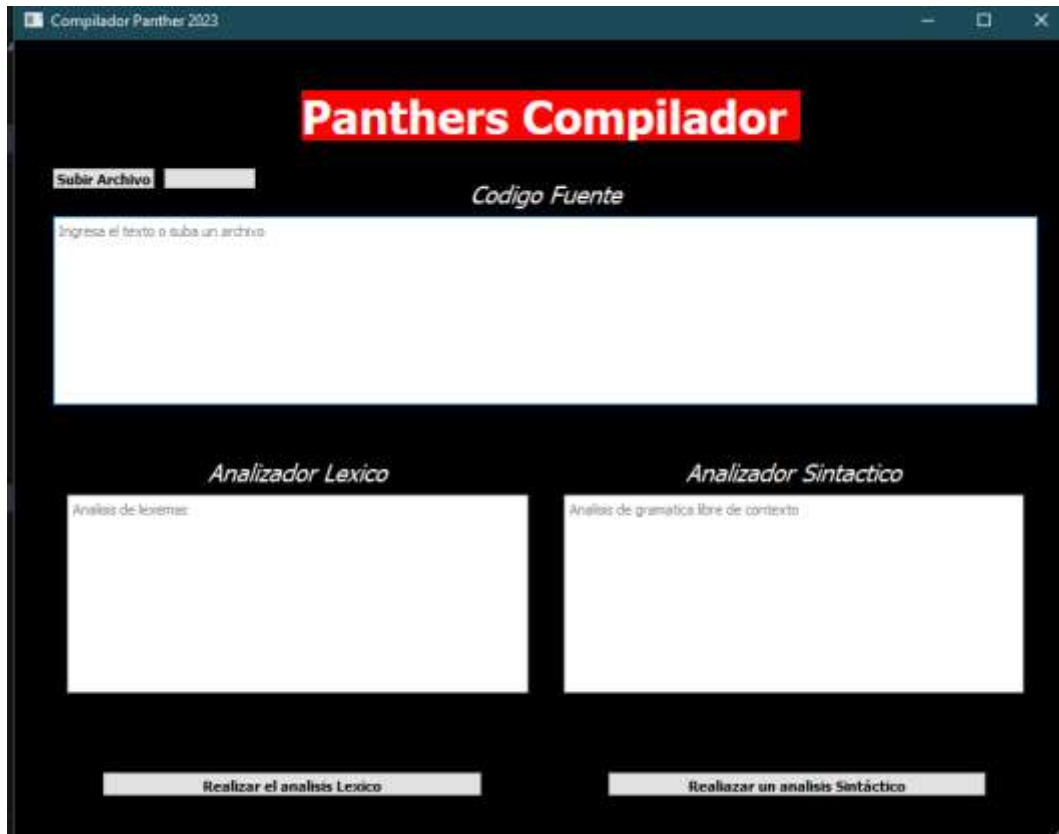 Compilador Panther 2023
Panthers Compilador
Subir Archivo
Codigo Fuente
Ingresa el texto o suba un archivo
Analizador Lexico
Analizador Sintactico
Analisis de lexemas
Analisis de gramatica libre de contexto
Realizar el analisis Lexico
Realiazar un analisis Sintáctico